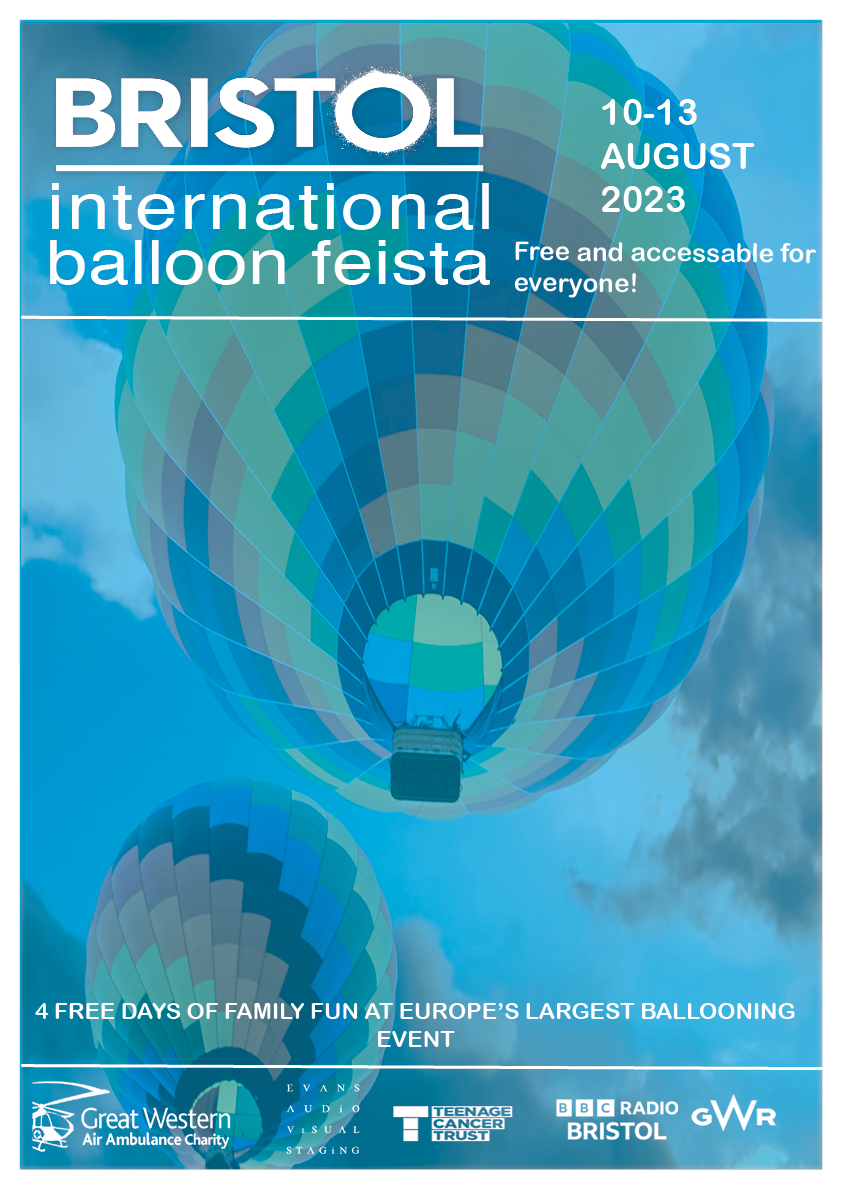 BRISTOL
international
balloon feista
10-13
AUGUST
2023
Free and accessable for
everyone!
4 FREE DAYS OF FAMILY FUN AT EUROPE'S LARGEST BALLOONING
EVENT
Great Western
Air Ambulance Charity
EVANS
AUDiO
ViSUAL
STAGiNG
TEENAGE
CANCER
TRUST
BBC RADIO
BRISTOL
GWR